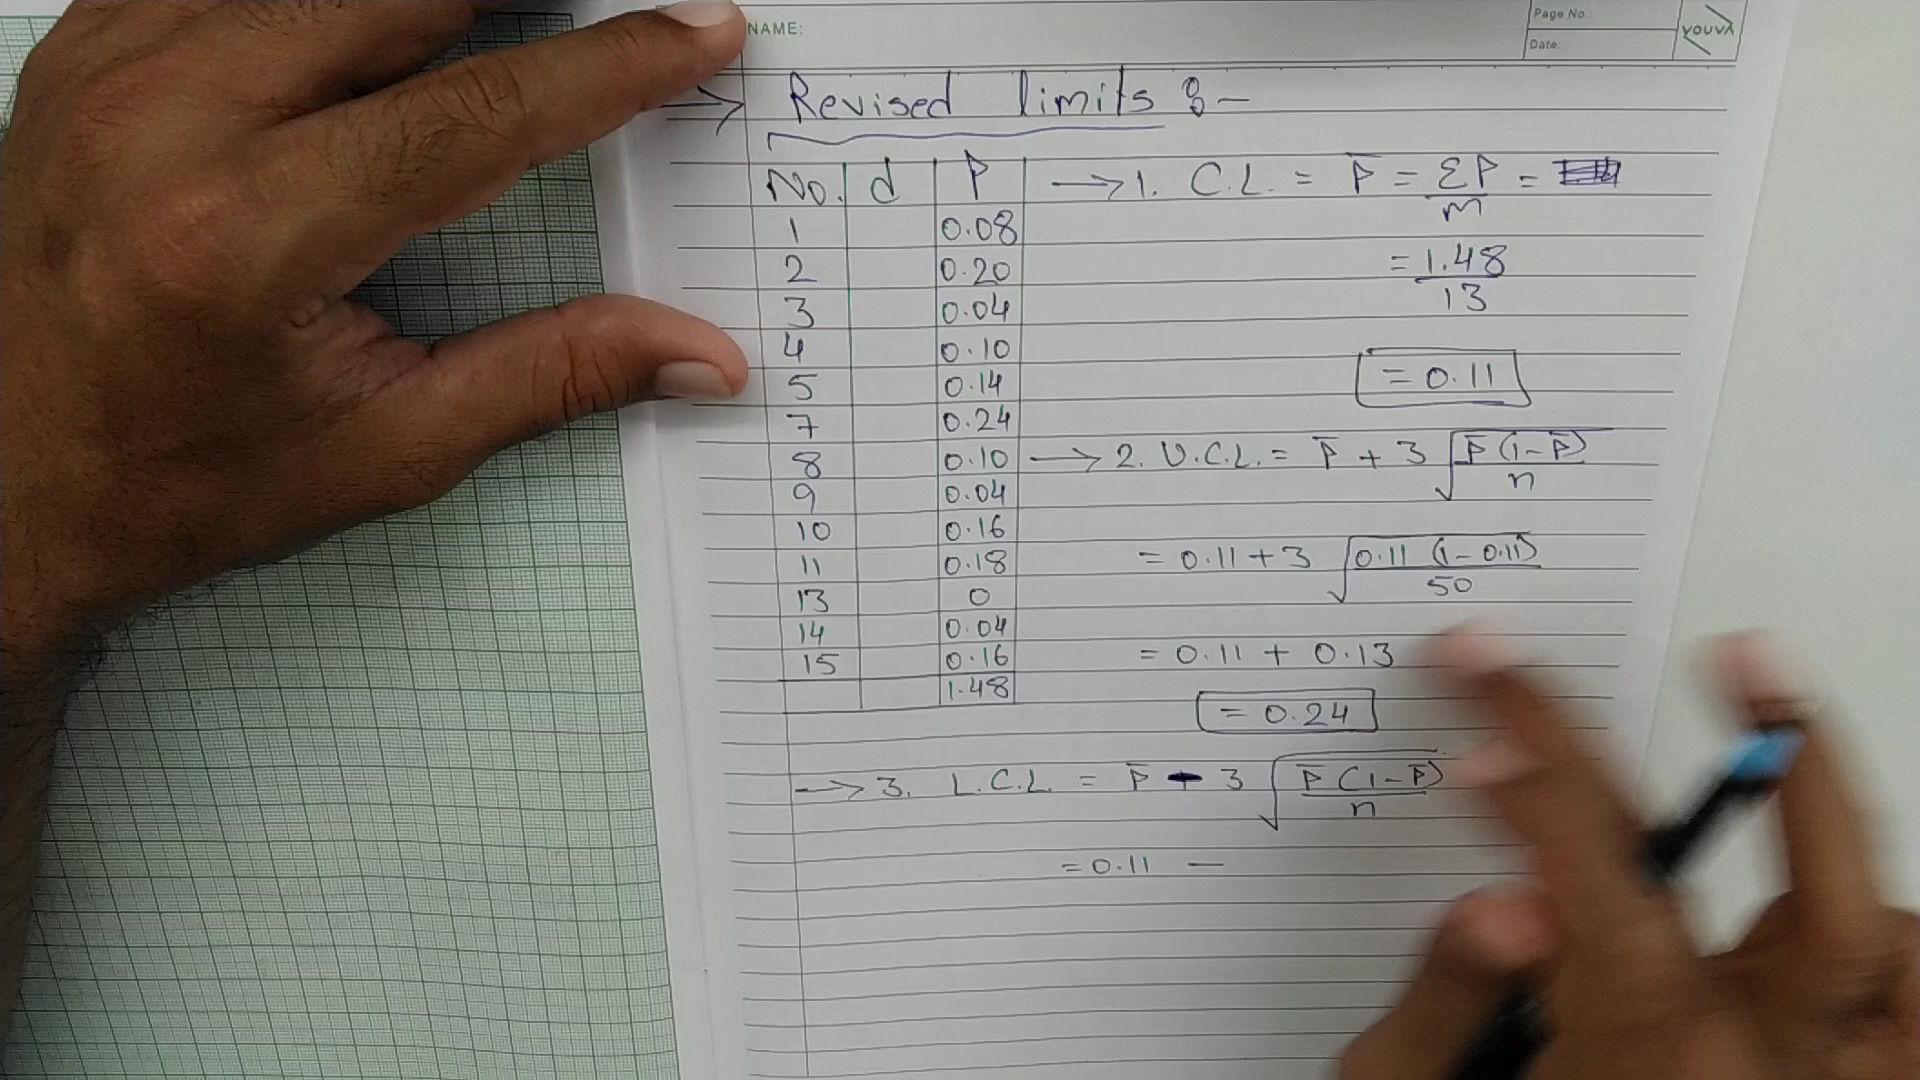 NAME:
Page No.:
Date:
YOUVA
→ Revised limits :-
No. d P
1 0.08
2 0.20
3 0.04
4 0.10
5 0.14
7 0.24
8 0.10
9 0.04
10 0.16
11 0.18
13 0
14 0.04
15 0.16
1.48
→ 1. C.L. = P̅ = ΣP/m =
= 1.48/13
= 0.11
→ 2. U.C.L. = P̅ + 3 √(P̅ (1-P̅)/n)
= 0.11 + 3 √(0.11 (1-0.11)/50)
= 0.11 + 0.13
= 0.24
→ 3. L.C.L. = P̅ - 3 √(P̅ (1-P̅)/n)
= 0.11 -